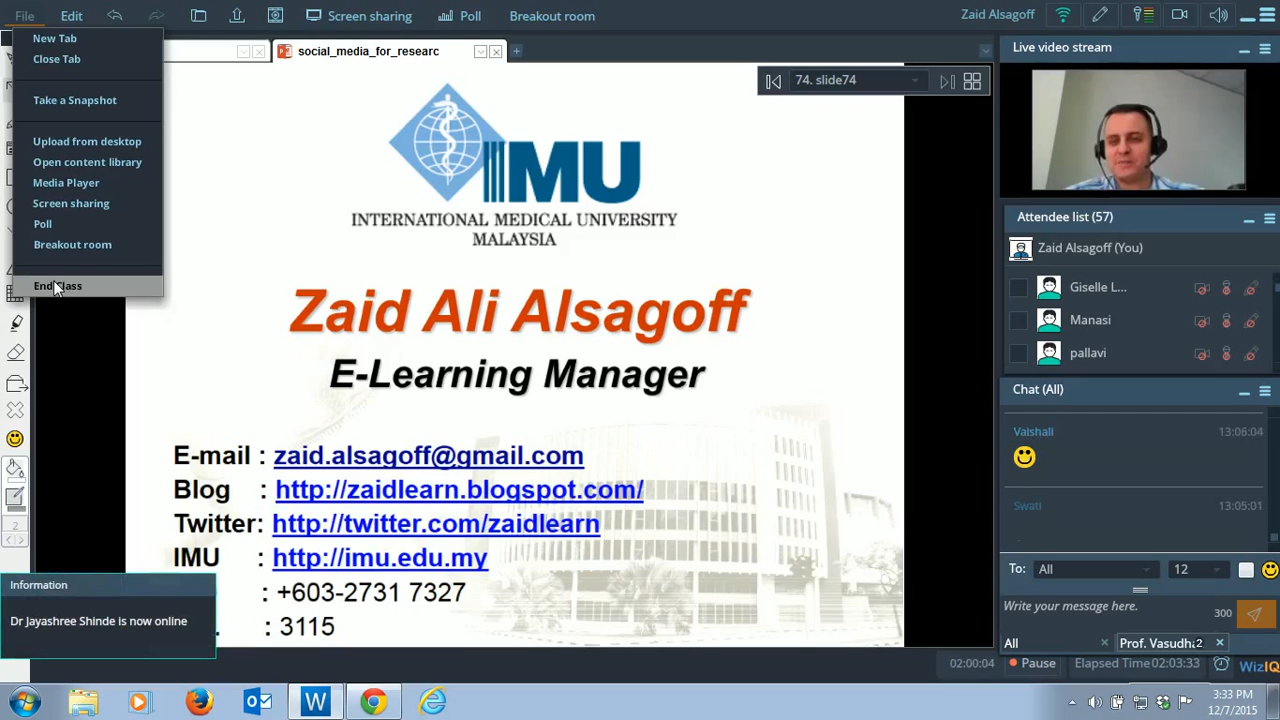 File Edit Screen sharing Poll Breakout room Zaid Alsagoff
New Tab
Close Tab
Take a Snapshot
Upload from desktop
Open content library
Media Player
Screen sharing
Poll
Breakout room
End
social_media_for_researc
74. slide74
IMU
INTERNATIONAL MEDICAL UNIVERSITY
MALAYSIA
Zaid Ali Alsagoff
E-Learning Manager
E-mail : zaid.alsagoff@gmail.com
Blog : http://zaidlearn.blogspot.com/
Twitter: http://twitter.com/zaidlearn
IMU : http://imu.edu.my
: +603-2731 7327
. : 3115
Information
Dr Jayashree Shinde is now online
2
Live video stream
Attendee list (57)
Zaid Alsagoff (You)
Giselle L...
Manasi
pallavi
Chat (All)
Vaishali 13:06:04
Swati 13:05:01
To: All 12
Write your message here. 300
All Prof. Vasudha 2
02:00:04 Pause Elapsed Time 02:03:33 WizIQ
W
3:33 PM
12/7/2015